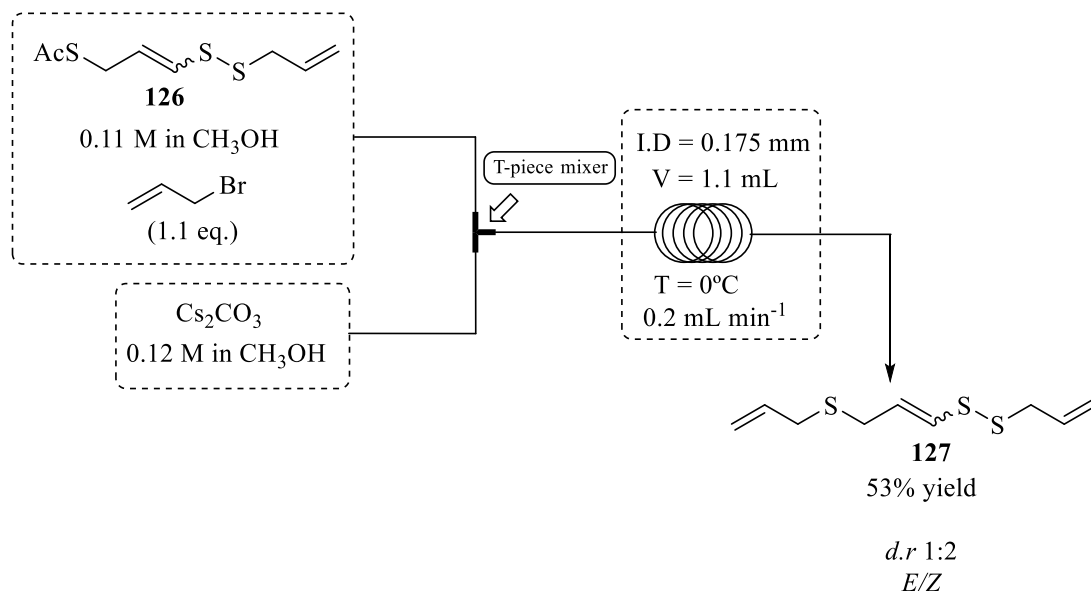 AcS
S
S
126
0.11 M in CH₃OH
Br
(1.1 eq.)
Cs₂CO₃
0.12 M in CH₃OH
T-piece mixer
I.D = 0.175 mm
V = 1.1 mL
T = 0ºC
0.2 mL min⁻¹
S
S
S
127
53% yield
d.r 1:2
E/Z